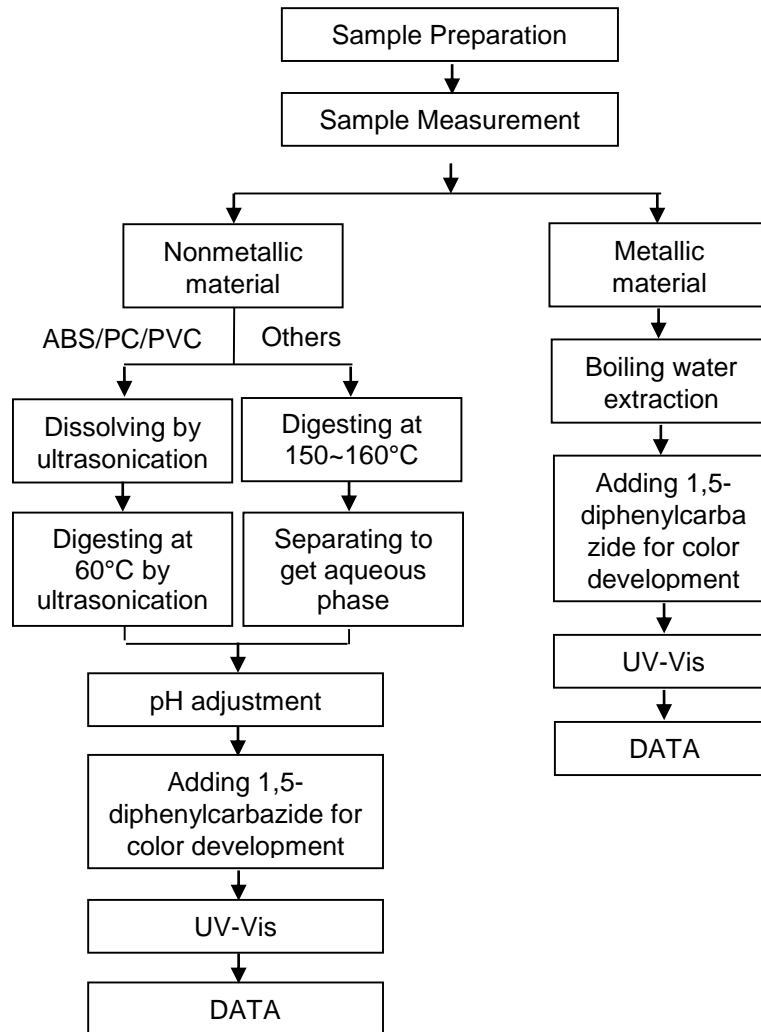 Sample Preparation
Sample Measurement
Nonmetallic
material
ABS/PC/PVC
Others
Dissolving by
ultrasonication
Digesting at
150~160°C
Digesting at
60°C by
ultrasonication
Separating to
get aqueous
phase
pH adjustment
Adding 1,5-
diphenylcarbazide for
color development
UV-Vis
DATA
Metallic
material
Boiling water
extraction
Adding 1,5-
diphenylcarba
zide for color
development
UV-Vis
DATA